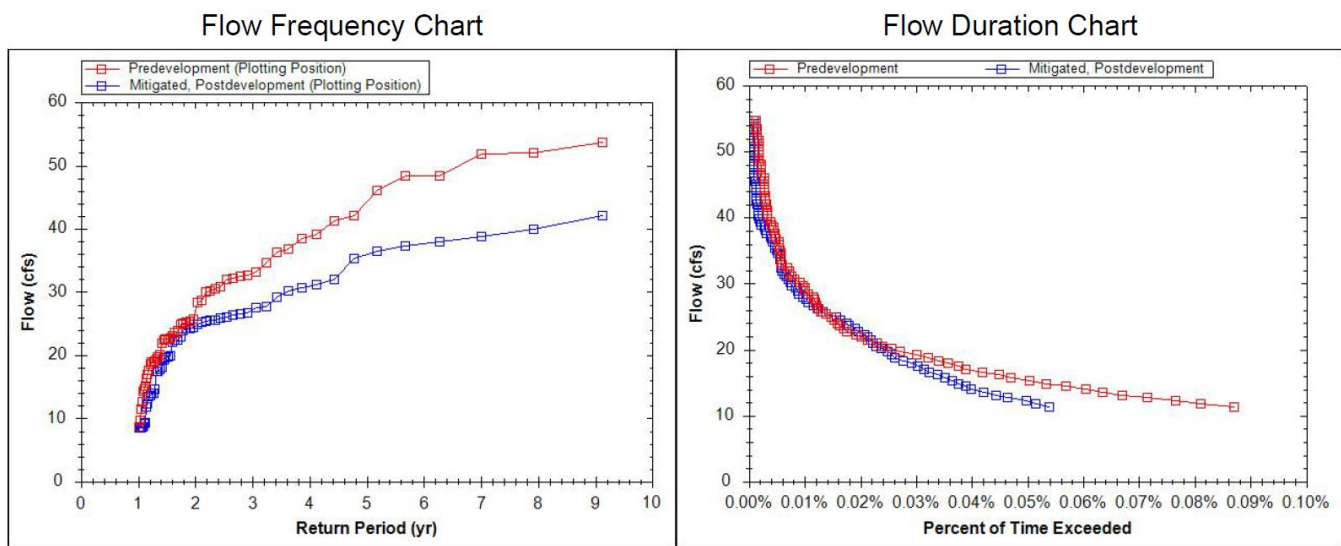 Flow Frequency Chart
Predevelopment (Plotting Position)
Mitigated, Postdevelopment (Plotting Position)
60
50
40
30
20
10
0
Flow (cfs)
0 1 2 3 4 5 6 7 8 9 10
Return Period (yr)
Flow Duration Chart
Predevelopment
Mitigated, Postdevelopment
60
50
40
30
20
10
0
Flow (cfs)
0.00% 0.01% 0.02% 0.03% 0.04% 0.05% 0.06% 0.07% 0.08% 0.09% 0.10%
Percent of Time Exceeded